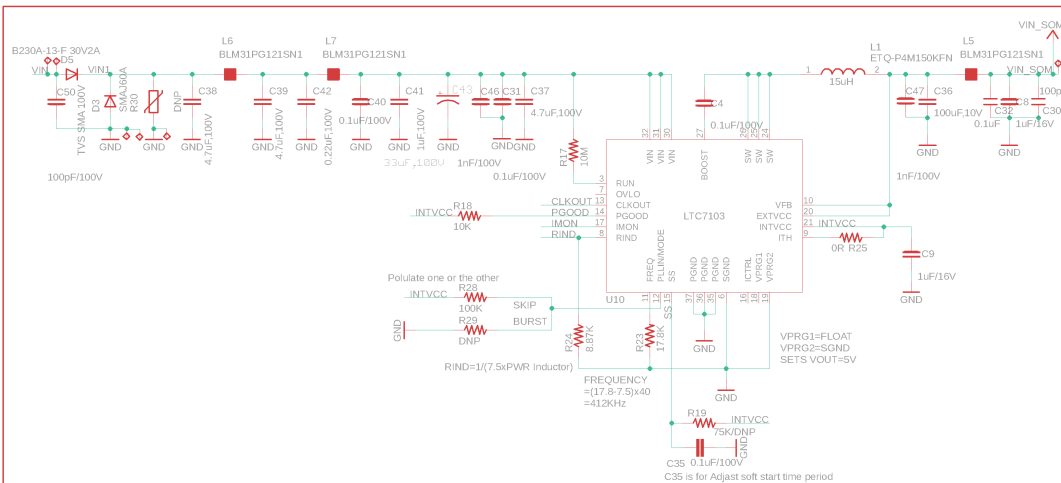 VIN_SOM
B230A-13-F 30V2A
D5
VIN
VIN1
L6
BLM31PG121SN1
L7
BLM31PG121SN1
L1
ETQ-P4M150KFN
15uH
1
2
L5
BLM31PG121SN1
VIN_SOM
C50
100pF/100V
TVS SMA 100V
D3
SMAJ60A
R30
DNP
C38
4.7uF,100V
C39
4.7uF,100V
C42
0.22uF,100V
C40
0.1uF/100V
C41
1uF,100V
C43
33uF,100V
C46
1nF/100V
C31
0.1uF/100V
C37
4.7uF,100V
C4
0.1uF/100V
C47
1nF/100V
C36
100uF,10V
C32
0.1uF
C8
1uF/16V
100p
C30
GND
GND
GND
GND
GND
GND
GND
GND
GND
GND
GND
GND
R17
10M
32
31
30
27
26
25
24
VIN
VIN
VIN
BOOST
SW
SW
SW
3
RUN
7
OVLO
CLKOUT
13
CLKOUT
PGOOD
14
PGOOD
IMON
17
IMON
RIND
8
RIND
LTC7103
VFB
10
EXTVCC
20
INTVCC
21
ITH
9
INTVCC
0R R25
C9
1uF/16V
GND
INTVCC
R18
10K
FREQ
PLLIN/MODE
SS
PGND
PGND
PGND
SGND
ICTRL
VPRG1
VPRG2
U10
11
12
15
37
36
35
6
16
18
19
SS
GND
Polulate one or the other
INTVCC
R28
100K
SKIP
R29
DNP
BURST
GND
R24
8.87K
R23
17.8K
RIND=1/(7.5xPWR Inductor)
FREQUENCY
=(17.8-7.5)x40
=412KHz
VPRG1=FLOAT
VPRG2=SGND
SETS VOUT=5V
GND
R19
INTVCC
75K/DNP
C35
0.1uF/100V
GND
C35 is for Adjust soft start time period